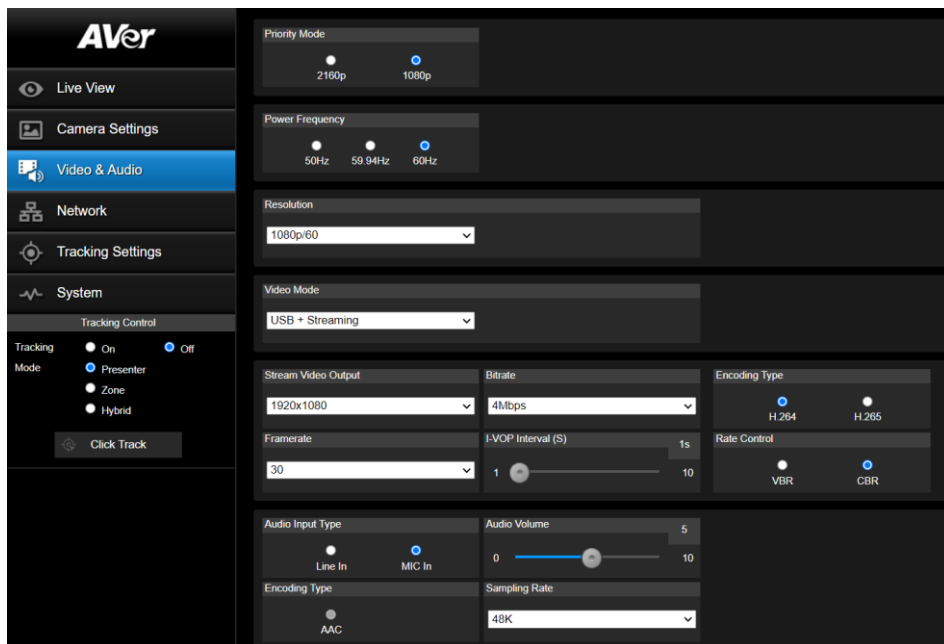 AVer
Live View
Camera Settings
Video & Audio
Network
Tracking Settings
System
Tracking Control
Tracking On Off
Mode Presenter
Zone
Hybrid
Click Track
Priority Mode
2160p 1080p
Power Frequency
50Hz 59.94Hz 60Hz
Resolution
1080p/60
Video Mode
USB + Streaming
Stream Video Output Bitrate Encoding Type
1920x1080 4Mbps H.264 H.265
Framerate I-VOP Interval (S) 1s Rate Control
30 1 10 VBR CBR
Audio Input Type Audio Volume 5
Line In MIC In 0 10
Encoding Type Sampling Rate
AAC 48K